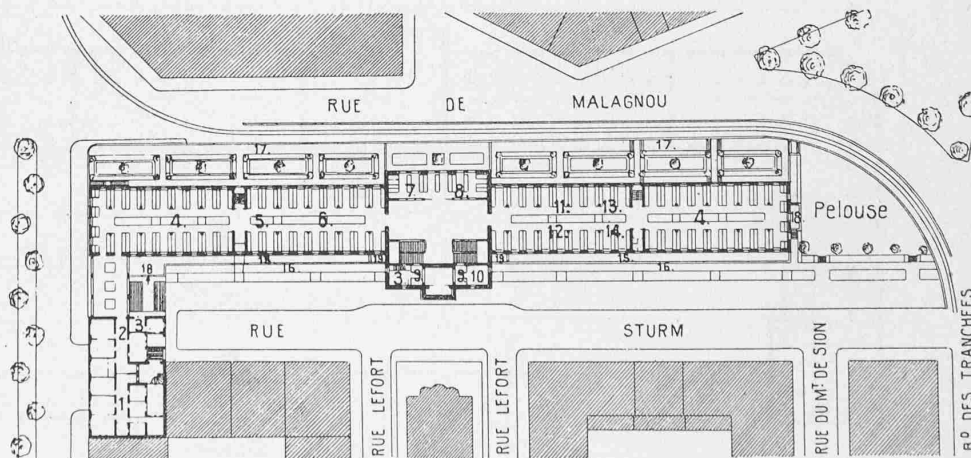 RUE DE MALAGNOU
17. 17.
7. 8.
4. 5. 6. 11. 13. 4. 18
12. 14.
Pelouse
18 19 19 15.
18 16. 3 9 9 10 16.
2 3
RUE STURM
1
RUE LEFORT
RUE LEFORT
RUE DU MT. DE SION
BD. DES TRANCHÉES